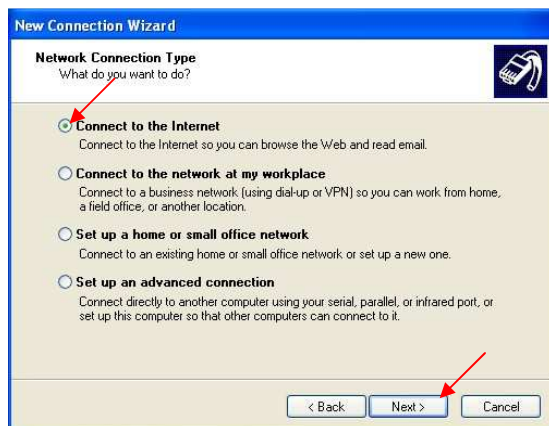 New Connection Wizard
Network Connection Type
What do you want to do?
Connect to the Internet
Connect to the Internet so you can browse the Web and read email.
Connect to the network at my workplace
Connect to a business network (using dial-up or VPN) so you can work from home,
a field office, or another location.
Set up a home or small office network
Connect to an existing home or small office network or set up a new one.
Set up an advanced connection
Connect directly to another computer using your serial, parallel, or infrared port, or
set up this computer so that other computers can connect to it.
< Back Next > Cancel